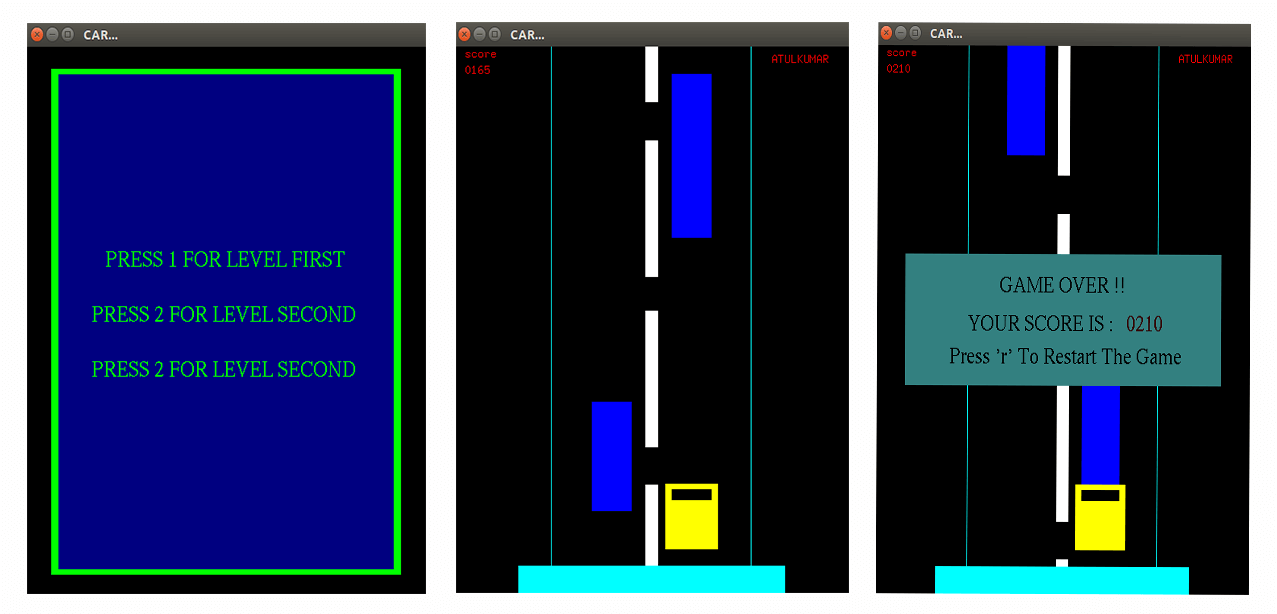 CAR...
PRESS 1 FOR LEVEL FIRST
PRESS 2 FOR LEVEL SECOND
PRESS 2 FOR LEVEL SECOND
CAR...
score
0165
ATULKUMAR
CAR...
score
0210
ATULKUMAR
GAME OVER !!
YOUR SCORE IS : 0210
Press 'r' To Restart The Game